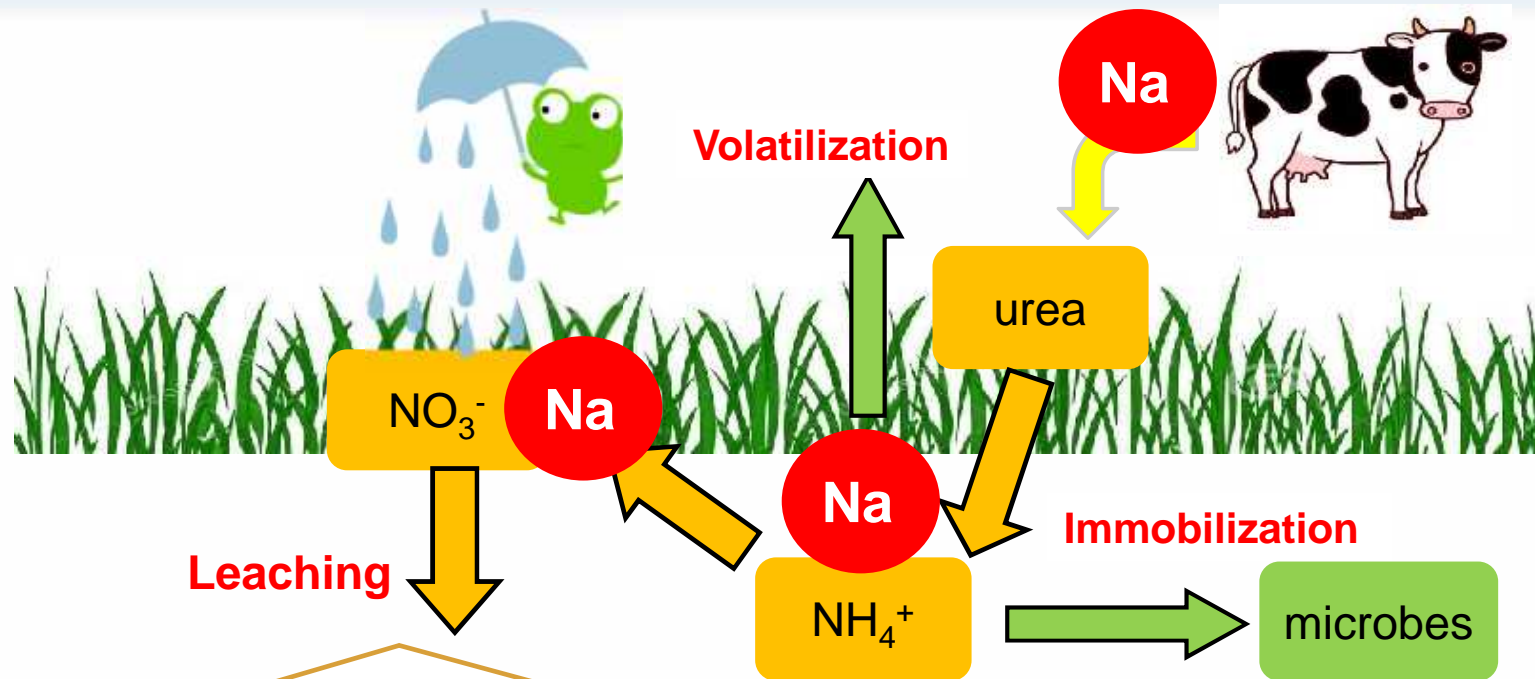 Na
Volatilization
urea
NO₃⁻
Na
Na
Immobilization
Leaching
NH₄⁺
microbes